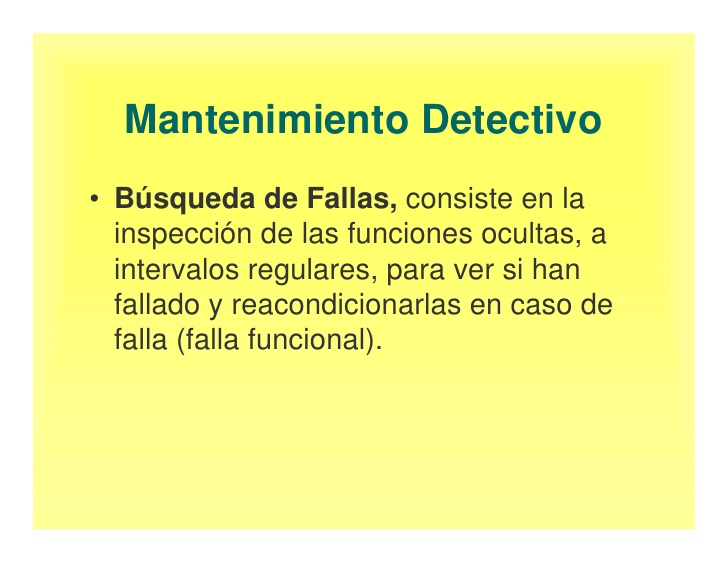 Mantenimiento Detectivo
• Búsqueda de Fallas, consiste en la
inspección de las funciones ocultas, a
intervalos regulares, para ver si han
fallado y reacondicionarlas en caso de
falla (falla funcional).